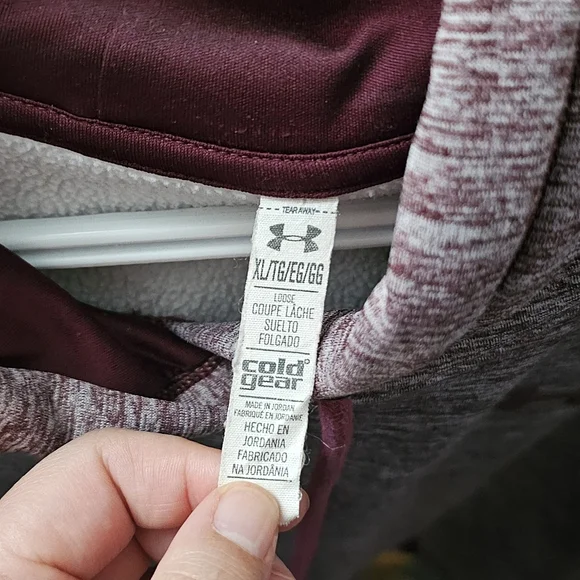 TEAR AWAY
XL/TG/EG/GG
LOOSE
COUPE LÂCHE
SUELTO
FOLGADO
cold
gear
MADE IN JORDAN
FABRIQUÉ EN JORDANIE
HECHO EN
JORDANIA
FABRICADO
NA JORDÂNIA